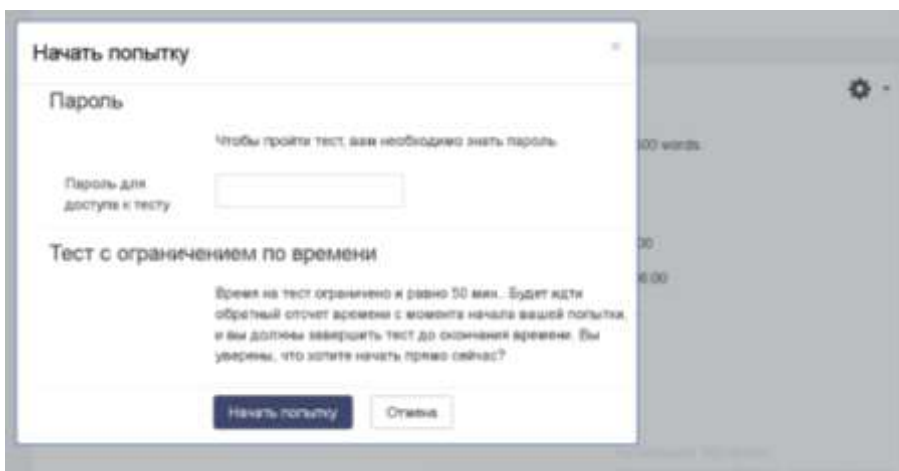 Начать попытку
×
Пароль
Чтобы пройти тест, вам необходимо знать пароль
Пароль для
доступа к тесту
Тест с ограничением по времени
Время на тест ограничено и равно 50 мин.. Будет идти
обратный отсчет времени с момента начала вашей попытки,
и вы должны завершить тест до окончания времени. Вы
уверены, что хотите начать прямо сейчас?
Начать попытку
Отмена
words.